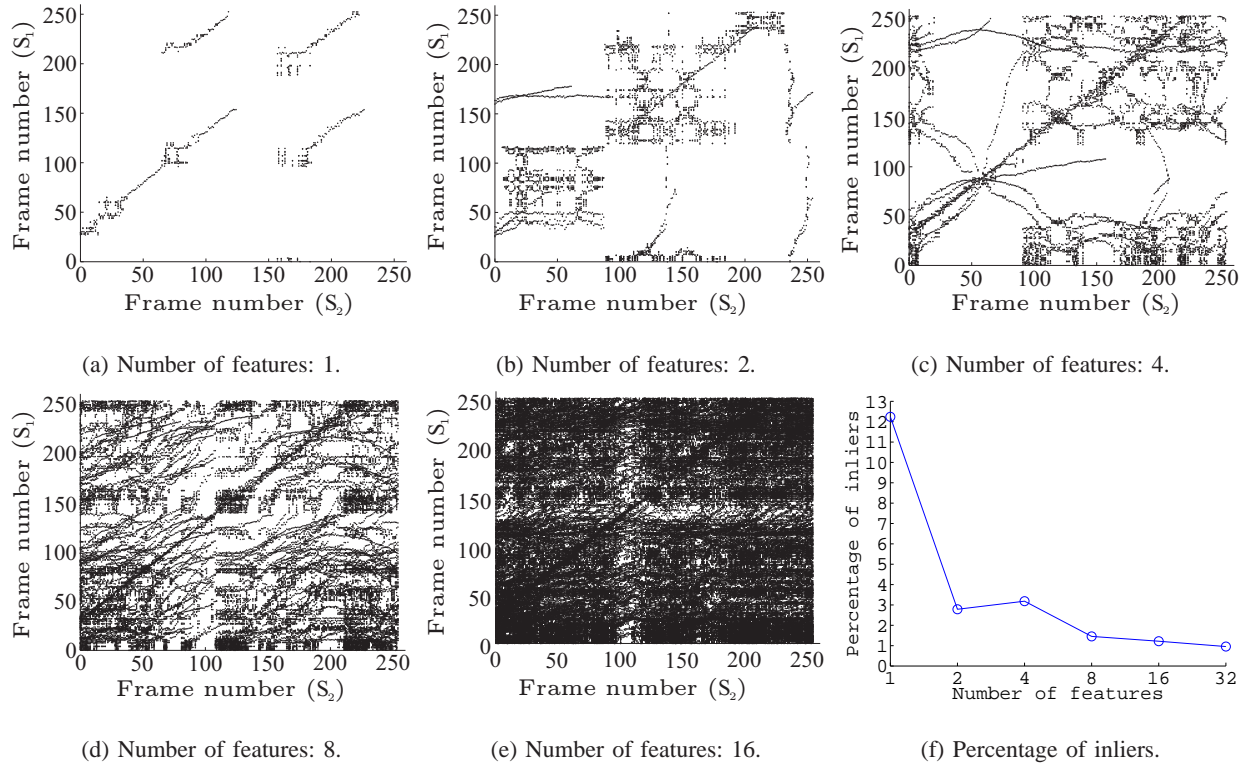 250
200
150
100
50
0
Frame number (S₁)
0 50 100 150 200 250
Frame number (S₂)
(a) Number of features: 1.
250
200
150
100
50
0
Frame number (S₁)
0 50 100 150 200 250
Frame number (S₂)
(b) Number of features: 2.
250
200
150
100
50
0
Frame number (S₁)
0 50 100 150 200 250
Frame number (S₂)
(c) Number of features: 4.
250
200
150
100
50
0
Frame number (S₁)
0 50 100 150 200 250
Frame number (S₂)
(d) Number of features: 8.
250
200
150
100
50
0
Frame number (S₁)
0 50 100 150 200 250
Frame number (S₂)
(e) Number of features: 16.
13
12
11
10
9
8
7
6
5
4
3
2
1
0
Percentage of inliers
1 2 4 8 16 32
Number of features
(f) Percentage of inliers.